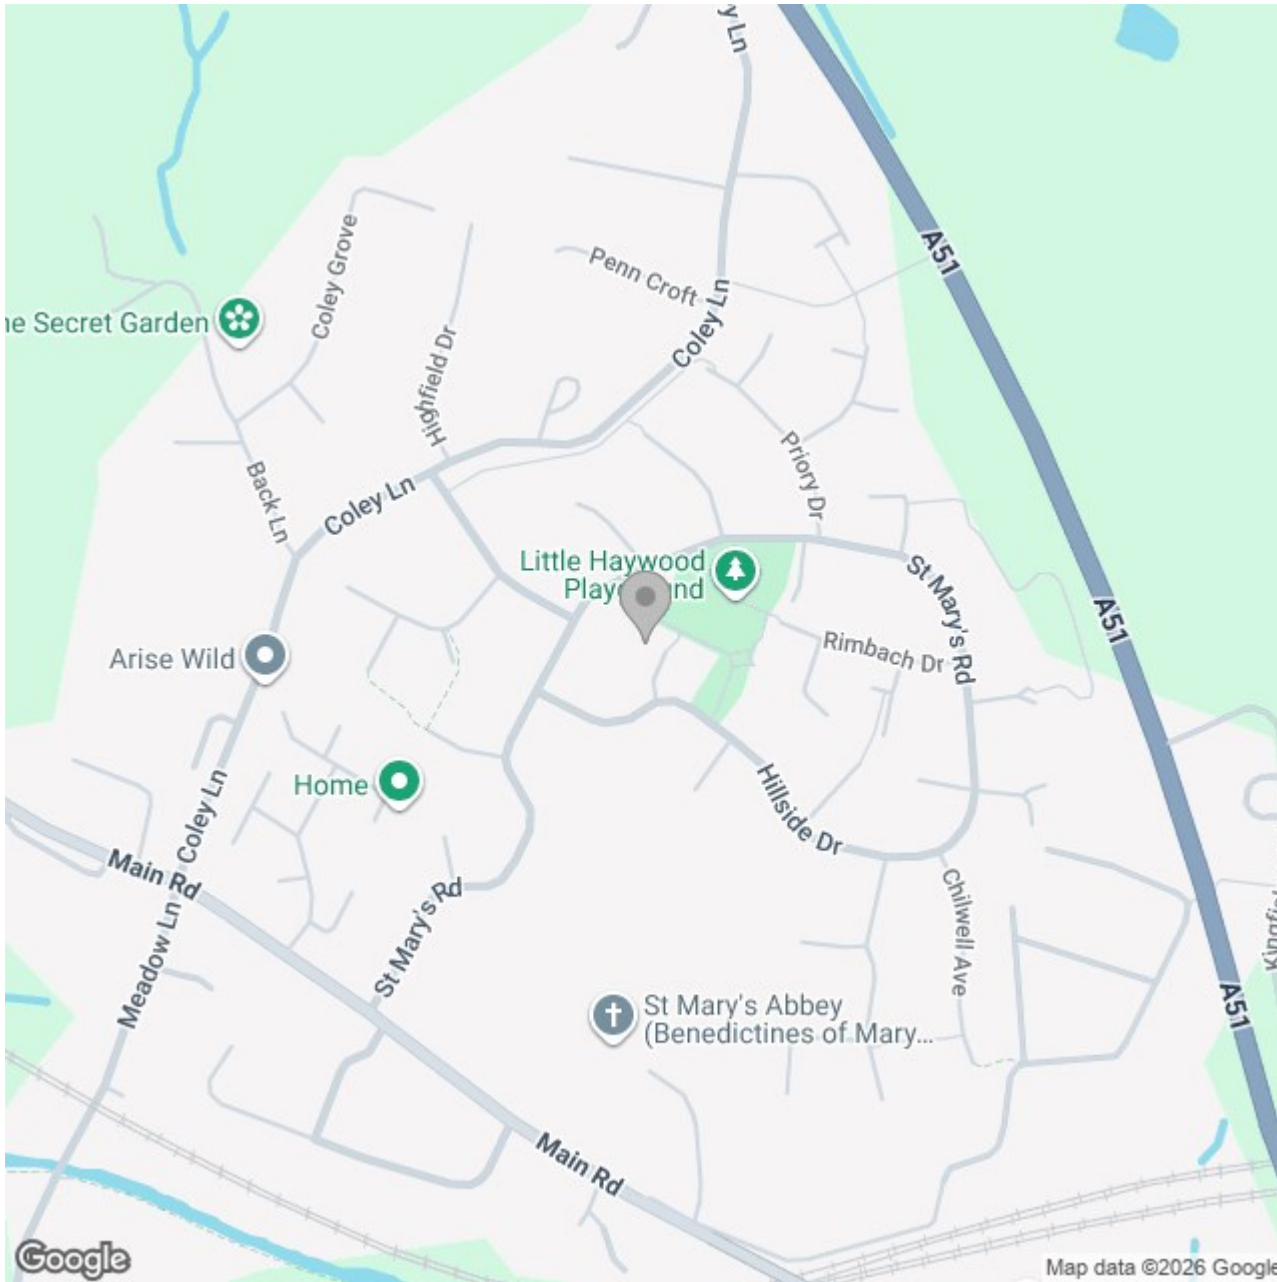 y Ln
A51
Coley Grove
Penn Croft
Coley Ln
he Secret Garden
Highfield Dr
Priory Dr
Back Ln
Coley Ln
Little Haywood
Playground
St Mary's Rd
A51
Rimbach Dr
Arise Wild
Home
Hillside Dr
Coley Ln
Main Rd
St Mary's Rd
Chilwell Ave
Meadow Ln
St Mary's Abbey
(Benedictines of Mary...
A51
Main Rd
Google
Map data ©2026 Google